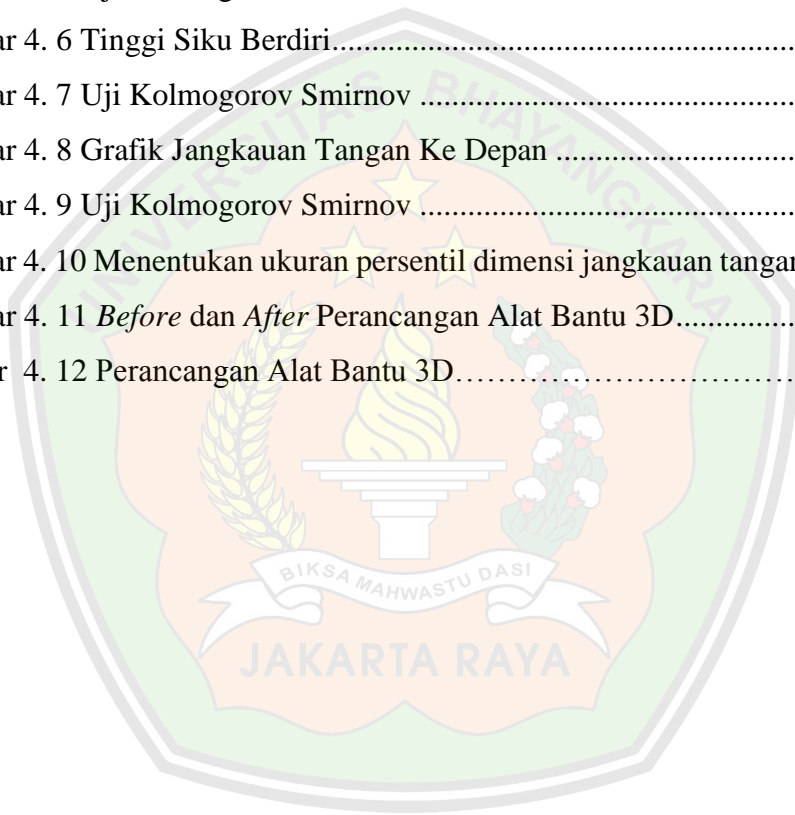 ar 4. 6 Tinggi Siku Berdiri..............................................................
ar 4. 7 Uji Kolmogorov Smirnov ..................................................
ar 4. 8 Grafik Jangkauan Tangan Ke Depan .................................
ar 4. 9 Uji Kolmogorov Smirnov ..................................................
ar 4. 10 Menentukan ukuran persentil dimensi jangkauan tangan
ar 4. 11 Before dan After Perancangan Alat Bantu 3D................
r 4. 12 Perancangan Alat Bantu 3D……………………………
UNIVERSITAS BHAYANGKARA
BIKSA MAHWASTU DASI
JAKARTA RAYA